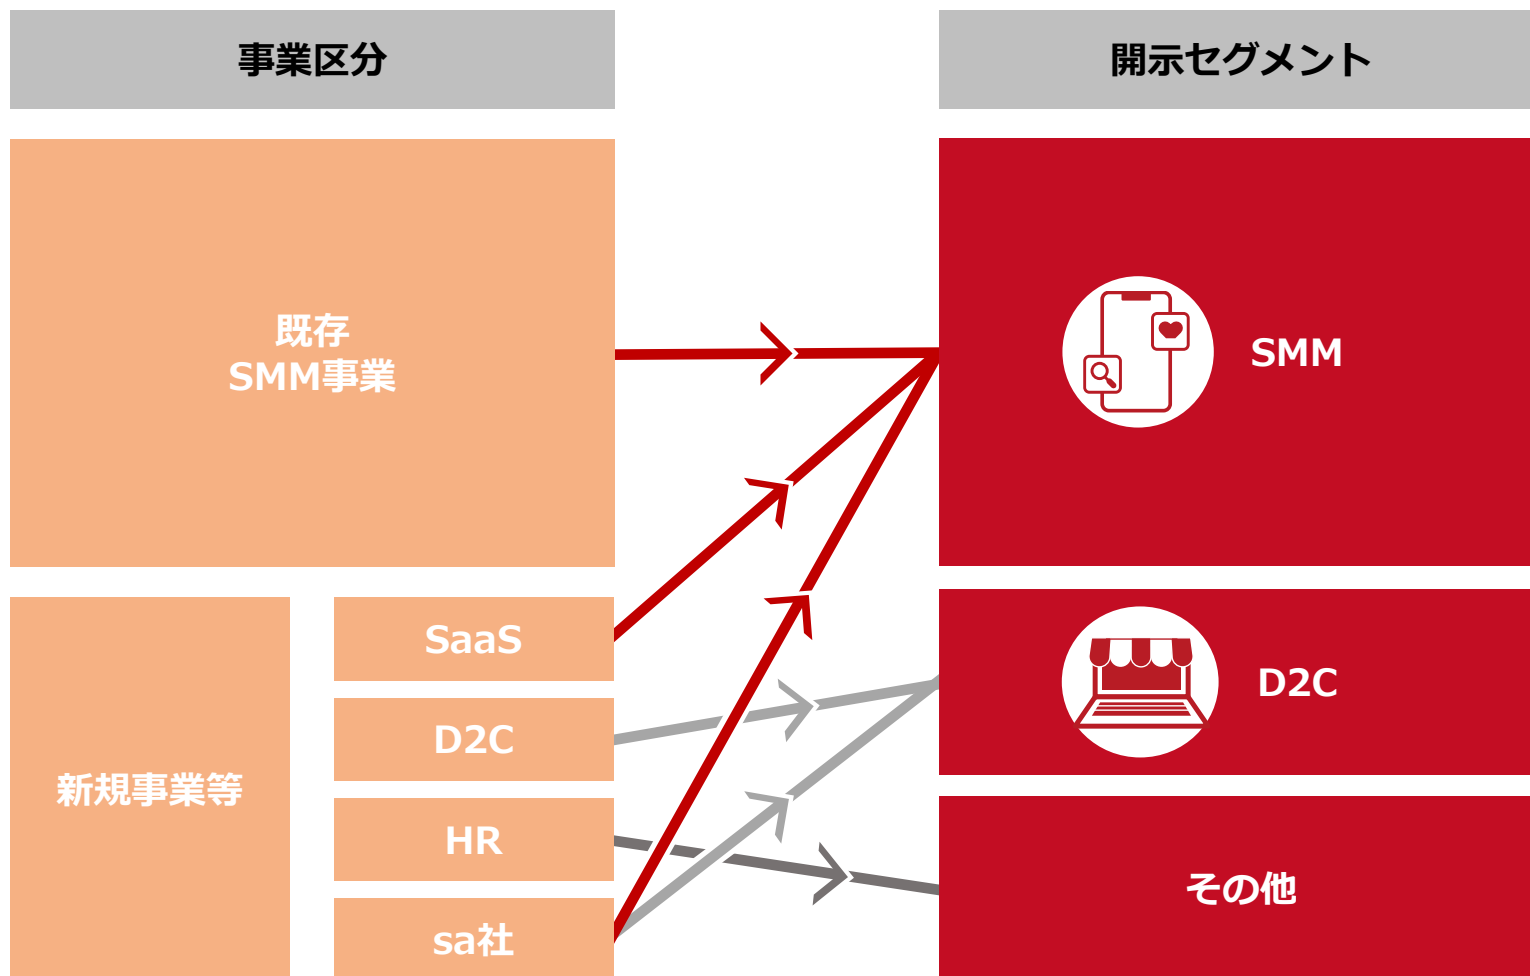 事業区分
開示セグメント
既存
SMM事業
SMM
新規事業等
SaaS
D2C
HR
sa社
D2C
その他